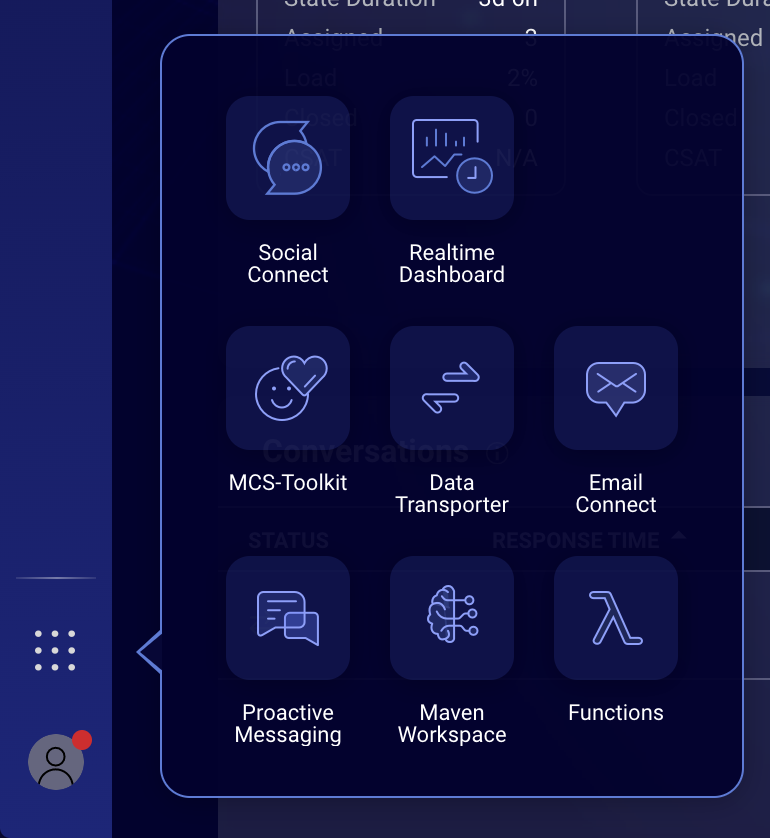 State Duration
3d 6h
State Dura
Assigned
3
Assigned
Load
2%
Load
Closed
0
Closed
N/A
CSAT
Social
Connect
Realtime
Dashboard
Conversations
MCS-Toolkit
Data
Transporter
Email
Connect
STATUS
RESPONSE TIME
Proactive
Messaging
Maven
Workspace
Functions